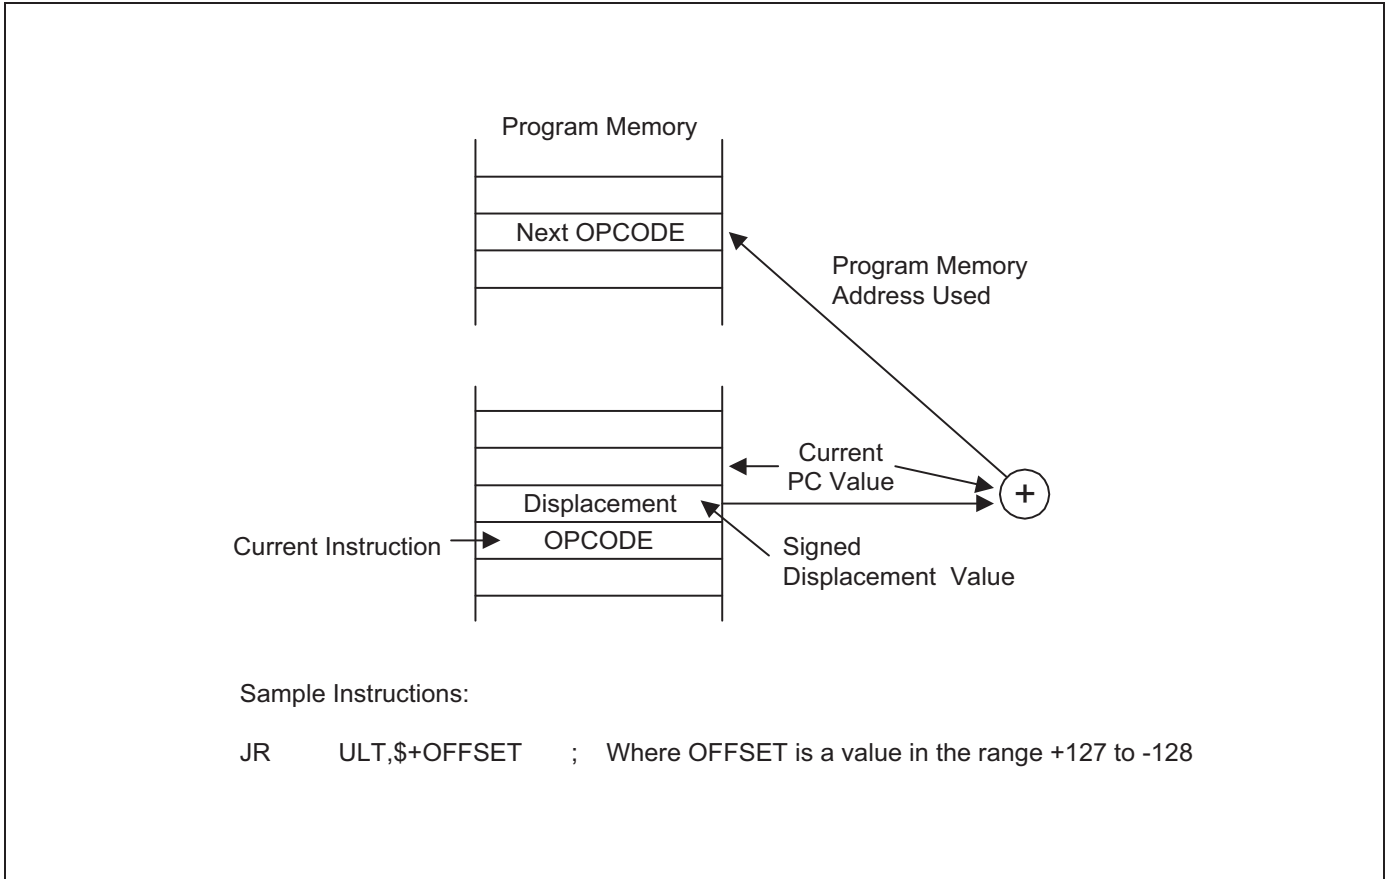 Program Memory
Next OPCODE
Program Memory
Address Used
Current
PC Value
+
Displacement
Current Instruction
OPCODE
Signed
Displacement Value
Sample Instructions:
JR ULT,$+OFFSET ; Where OFFSET is a value in the range +127 to -128